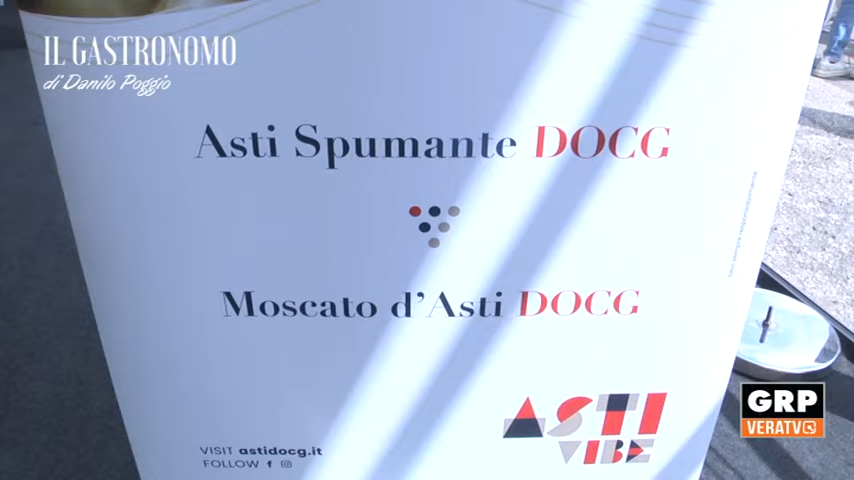 IL GASTRONOMO
di Danilo Poggio
Asti Spumante DOCG
Moscato d'Asti DOCG
VISIT astidocg.it
FOLLOW
ASTI
VIBE
GRP
VERATV